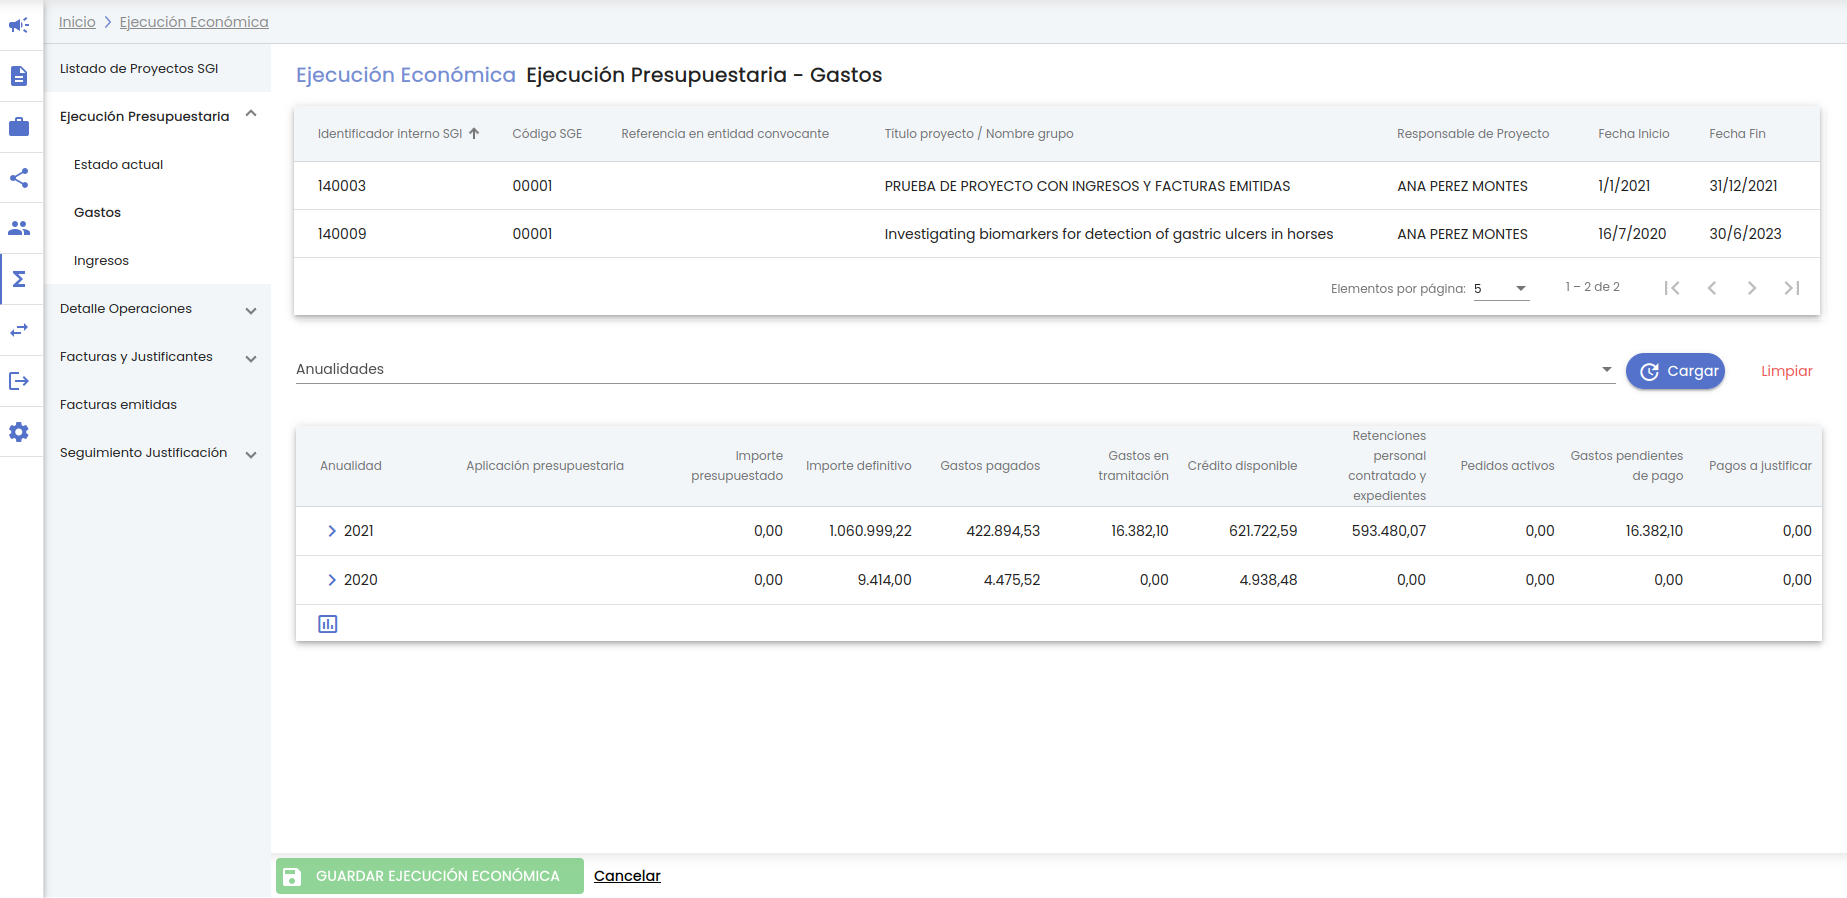 Inicio Ejecución Económica
Listado de Proyectos SGI
Ejecución Presupuestaria
Estado actual
Gastos
Ingresos
Detalle Operaciones
Facturas y Justificantes
Facturas emitidas
Seguimiento Justificación
Ejecución Económica Ejecución Presupuestaria - Gastos
Identificador interno SGI Código SGE Referencia en entidad convocante Título proyecto / Nombre grupo Responsable de Proyecto Fecha Inicio Fecha Fin
140003 00001 PRUEBA DE PROYECTO CON INGRESOS Y FACTURAS EMITIDAS ANA PEREZ MONTES 1/1/2021 31/12/2021
140009 00001 Investigating biomarkers for detection of gastric ulcers in horses ANA PEREZ MONTES 16/7/2020 30/6/2023
Elementos por página: 5 1 – 2 de 2
Anualidades Cargar Limpiar
Anualidad Aplicación presupuestaria Importe presupuestado Importe definitivo Gastos pagados Gastos en tramitación Crédito disponible Retenciones personal contratado y expedientes Pedidos activos Gastos pendientes de pago Pagos a justificar
2021 0,00 1.060.999,22 422.894,53 16.382,10 621.722,59 593.480,07 0,00 16.382,10 0,00
2020 0,00 9.414,00 4.475,52 0,00 4.938,48 0,00 0,00 0,00 0,00
GUARDAR EJECUCIÓN ECONÓMICA Cancelar